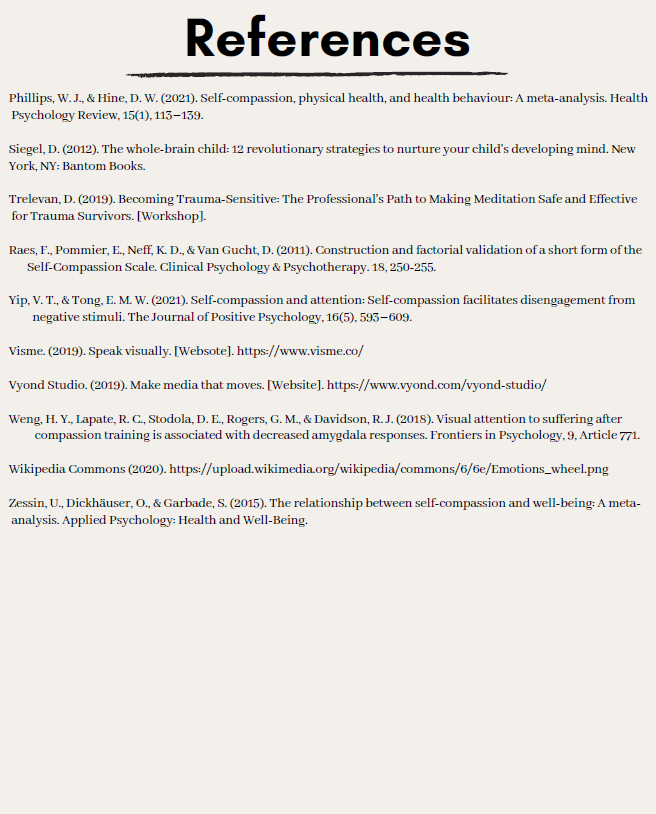 References
Phillips, W. J., & Hine, D. W. (2021). Self-compassion, physical health, and health behaviour: A meta-analysis. Health
Psychology Review, 15(1), 113–139.
Siegel, D. (2012). The whole-brain child: 12 revolutionary strategies to nurture your child's developing mind. New
York, NY: Bantom Books.
Trelevan, D. (2019). Becoming Trauma-Sensitive: The Professional's Path to Making Meditation Safe and Effective
for Trauma Survivors. [Workshop].
Raes, F., Pommier, E., Neff, K. D., & Van Gucht, D. (2011). Construction and factorial validation of a short form of the
Self-Compassion Scale. Clinical Psychology & Psychotherapy. 18, 250-255.
Yip, V. T., & Tong, E. M. W. (2021). Self-compassion and attention: Self-compassion facilitates disengagement from
negative stimuli. The Journal of Positive Psychology, 16(5), 593–609.
Visme. (2019). Speak visually. [Websote]. https://www.visme.co/
Vyond Studio. (2019). Make media that moves. [Website]. https://www.vyond.com/vyond-studio/
Weng, H. Y., Lapate, R. C., Stodola, D. E., Rogers, G. M., & Davidson, R. J. (2018). Visual attention to suffering after
compassion training is associated with decreased amygdala responses. Frontiers in Psychology, 9, Article 771.
Wikipedia Commons (2020). https://upload.wikimedia.org/wikipedia/commons/6/6e/Emotions_wheel.png
Zessin, U., Dickhäuser, O., & Garbade, S. (2015). The relationship between self-compassion and well-being: A meta-
analysis. Applied Psychology: Health and Well-Being.